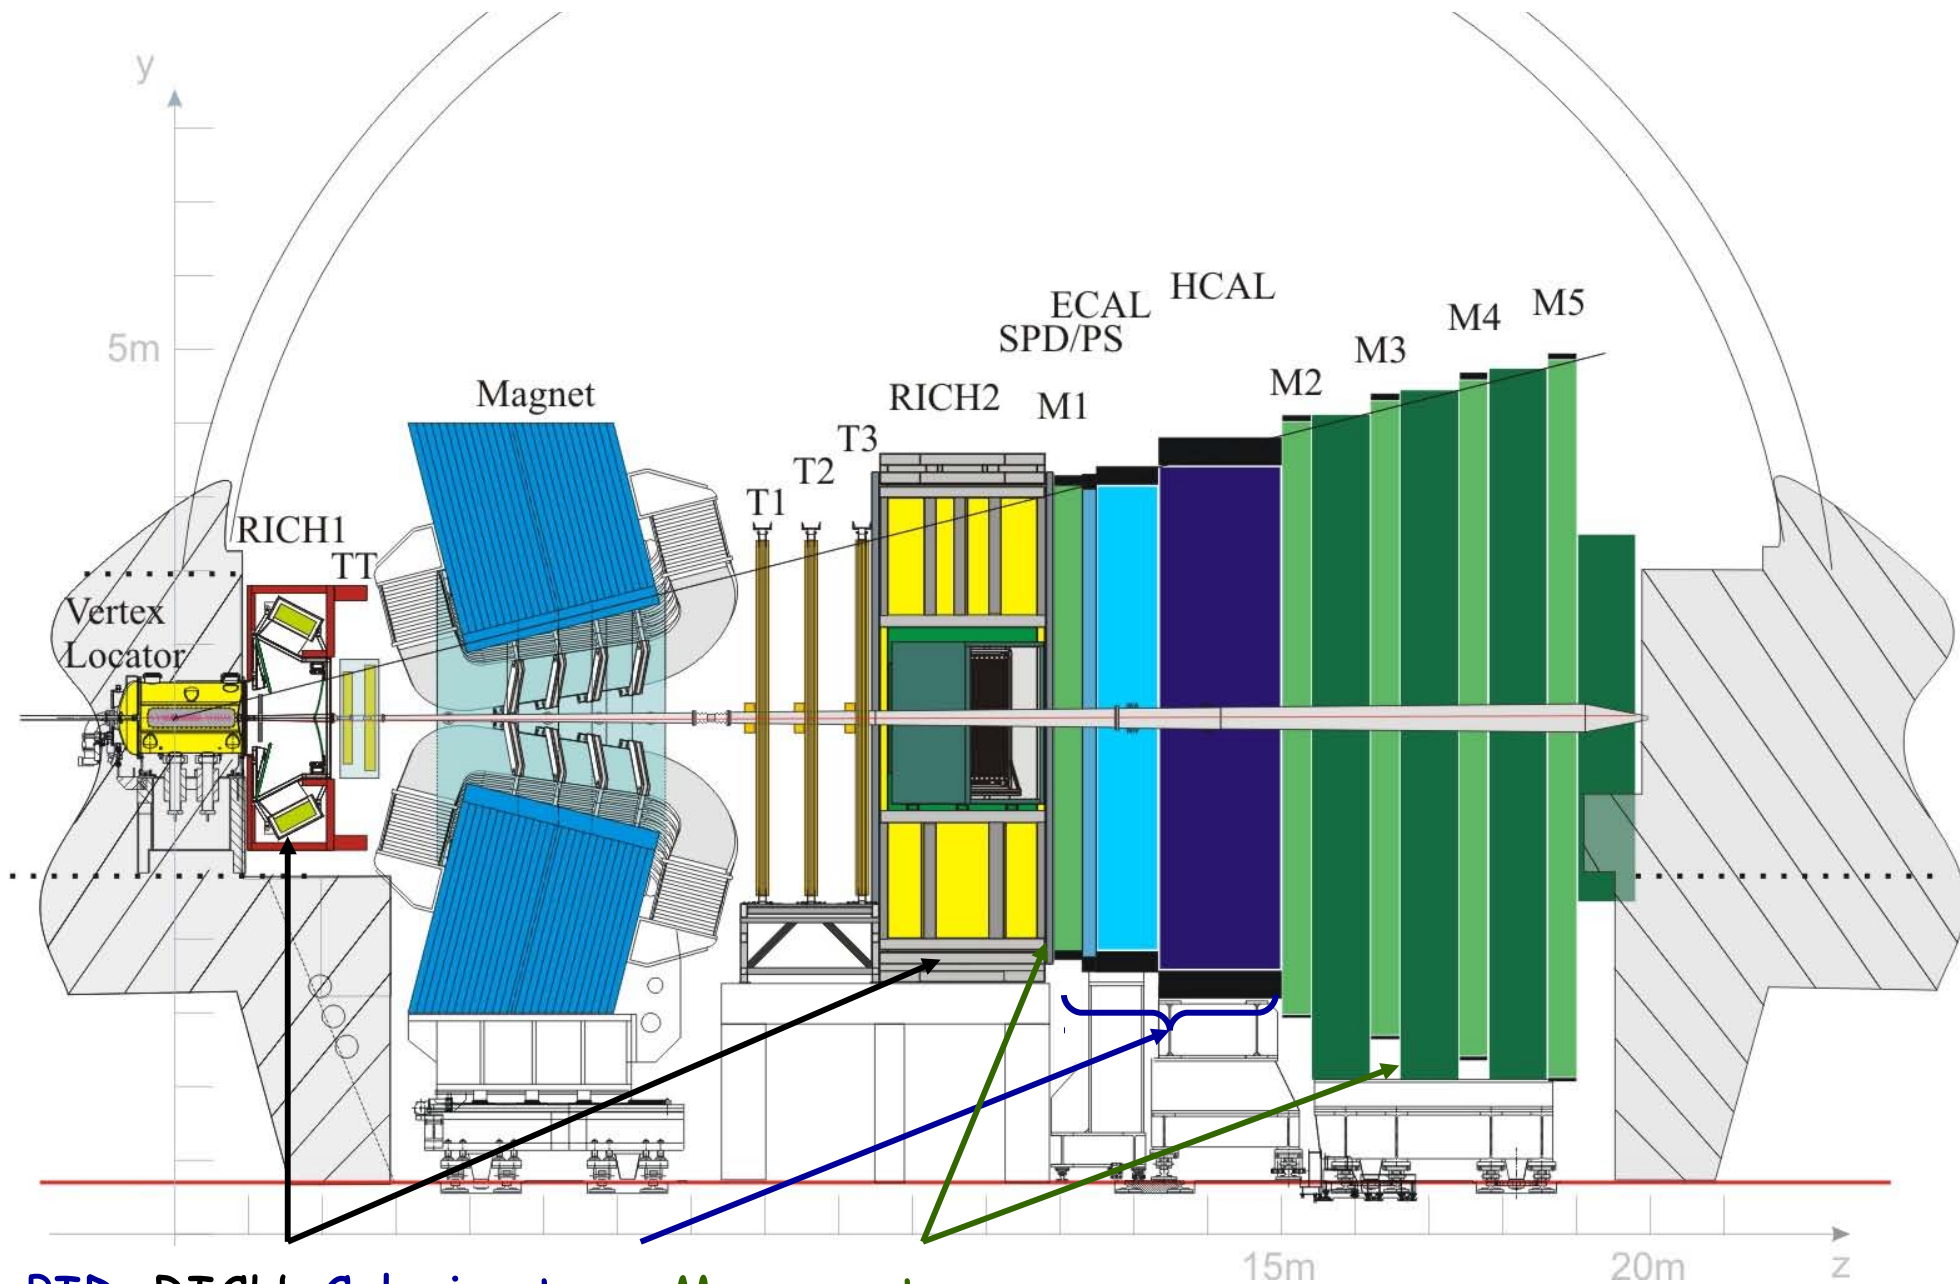 y
5m
HCAL
ECAL
SPD/PS
M5
M4
M3
M2
Magnet
RICH2
M1
T3
T2
T1
RICH1
TT
Vertex
Locator
15m
20m
z